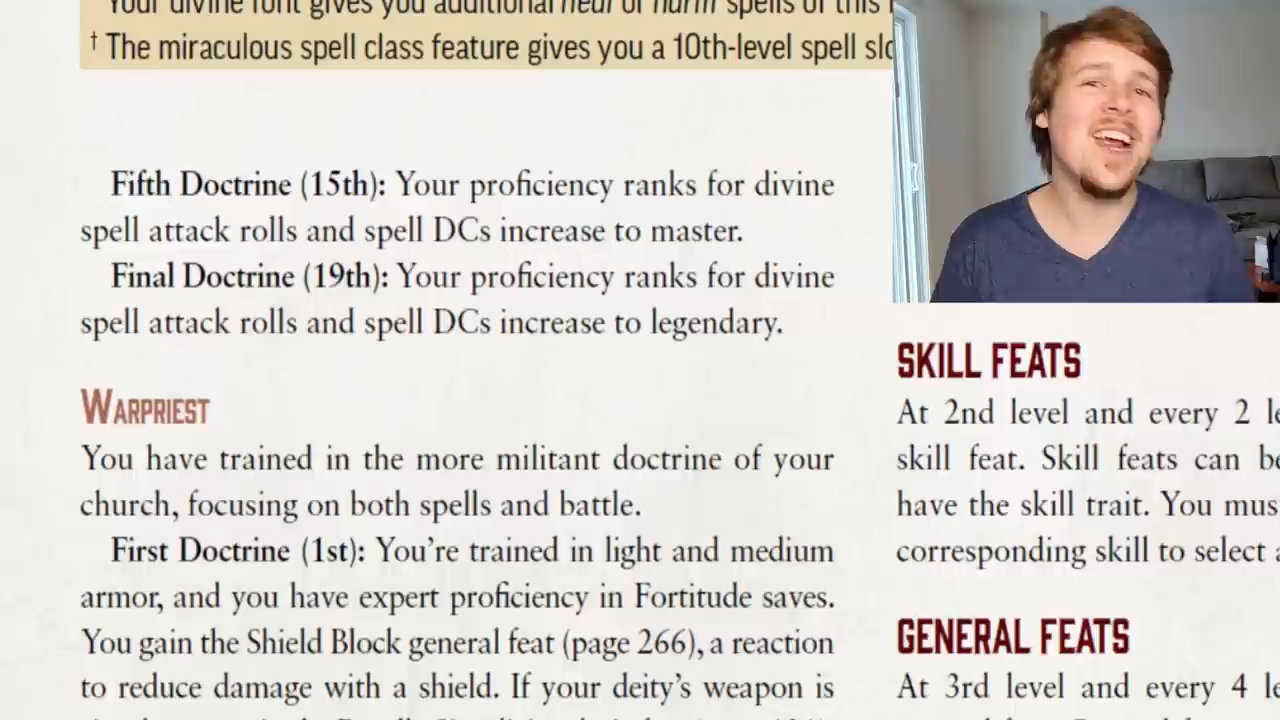 Your divine font gives you additional heal or harm spells of this
† The miraculous spell class feature gives you a 10th-level spell
Fifth Doctrine (15th): Your proficiency ranks for divine
spell attack rolls and spell DCs increase to master.
Final Doctrine (19th): Your proficiency ranks for divine
spell attack rolls and spell DCs increase to legendary.
WARPRIEST
You have trained in the more militant doctrine of your
church, focusing on both spells and battle.
First Doctrine (1st): You're trained in light and medium
armor, and you have expert proficiency in Fortitude saves.
You gain the Shield Block general feat (page 266), a reaction
to reduce damage with a shield. If your deity's weapon is
SKILL FEATS
At 2nd level and every 2
skill feat. Skill feats can
have the skill trait. You
corresponding skill to select
GENERAL FEATS
At 3rd level and every 4